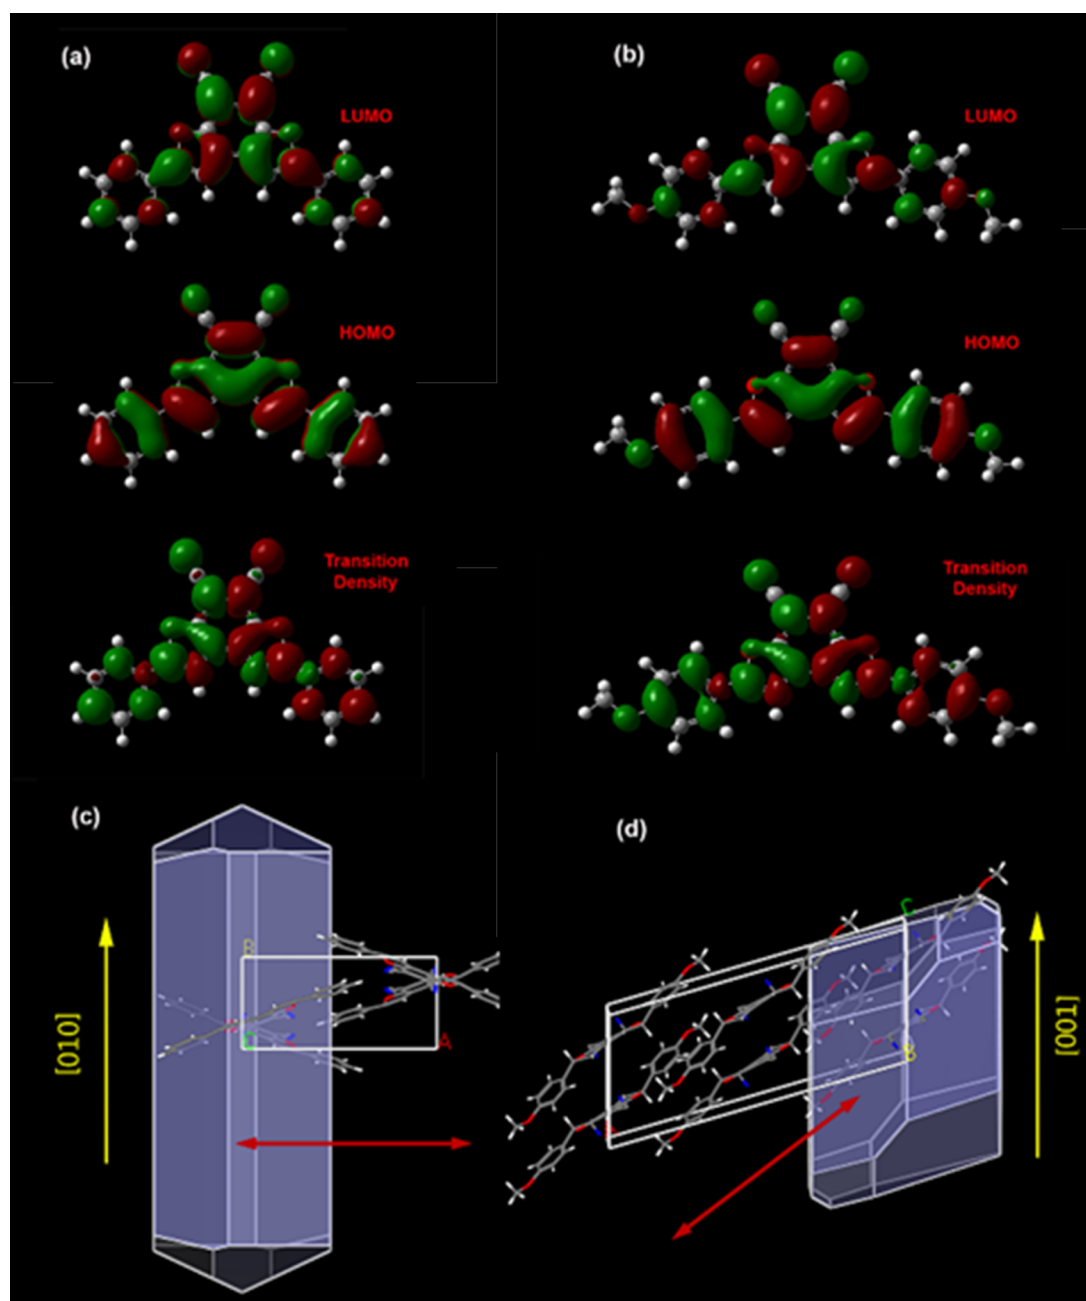 (a)
(b)
LUMO
LUMO
HOMO
HOMO
Transition
Density
Transition
Density
(c)
(d)
[010]
B
A
C
B
[001]